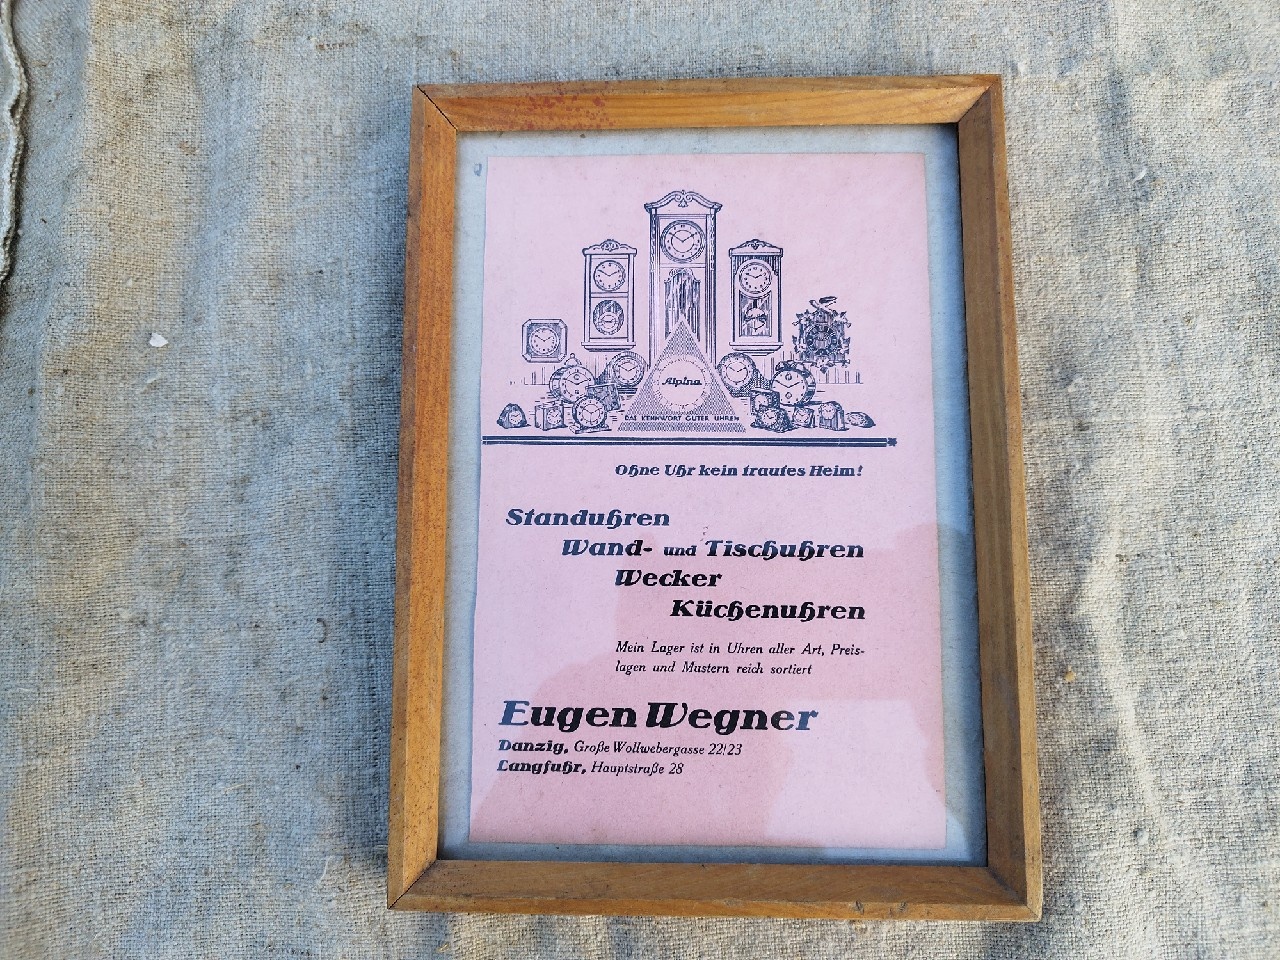 Alpina
DAS KENNWORT GUTER UHREN
Ohne Uhr kein trautes Heim!
Standuhren
Wand- und Tischuhren
Wecker
Küchenuhren
Mein Lager ist in Uhren aller Art, Preis-
lagen und Mustern reich sortiert
Eugen Wegner
Danzig, Große Wollwebergasse 22/23
Langfuhr, Hauptstraße 28